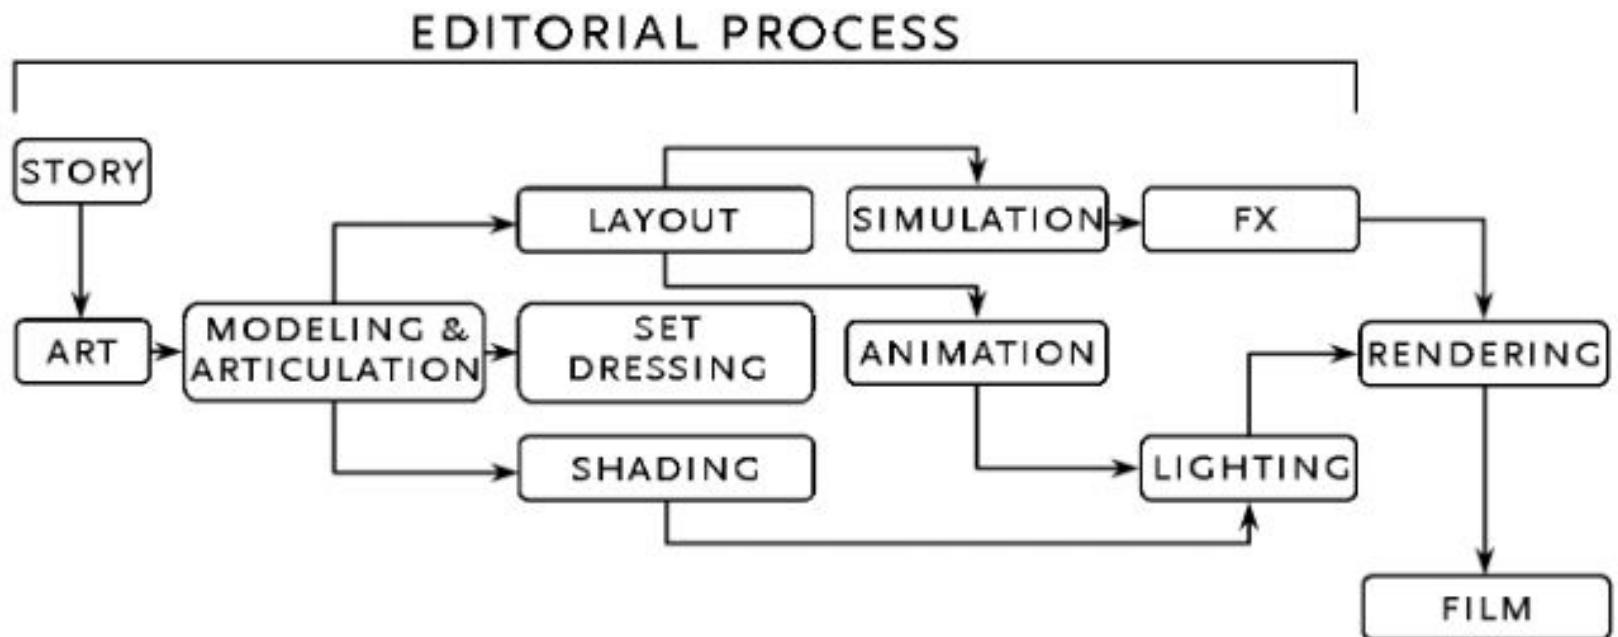 EDITORIAL PROCESS
STORY
LAYOUT
SIMULATION
FX
ART
MODELING &
ARTICULATION
SET
DRESSING
ANIMATION
RENDERING
SHADING
LIGHTING
FILM